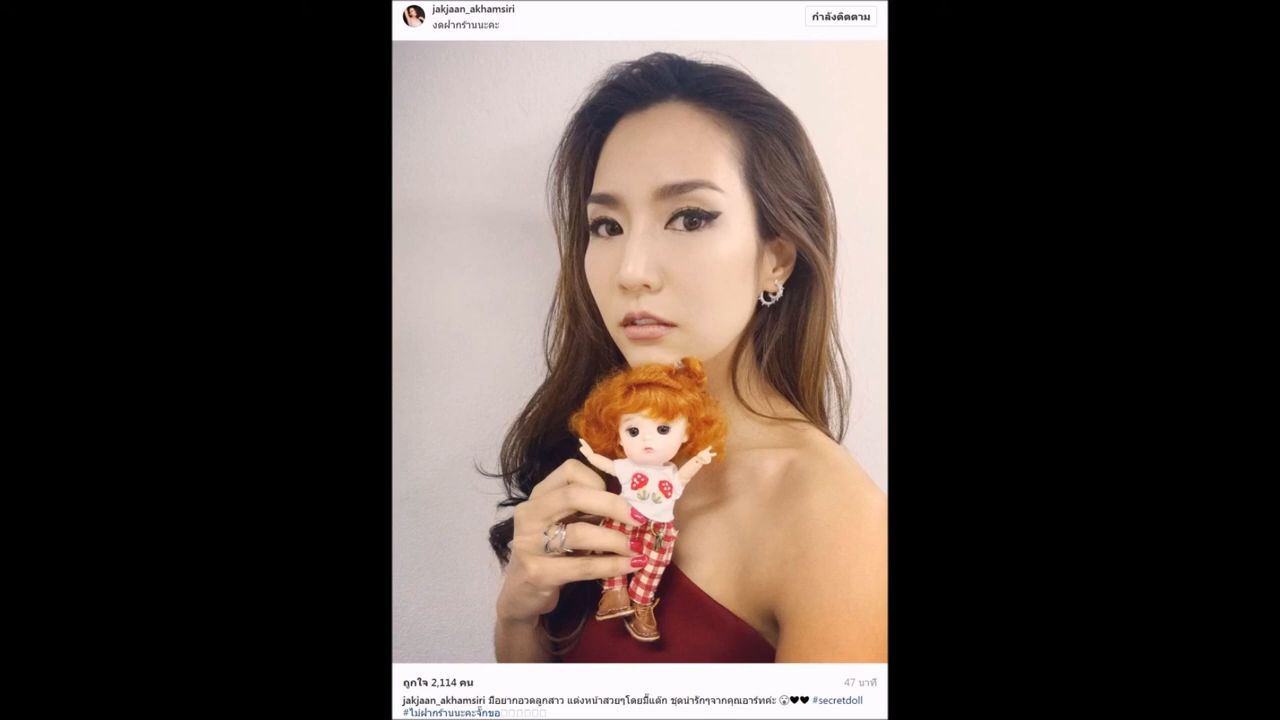 jakjaan_akhamsiri
งดฝากร้านนะคะ
กำลังติดตาม
ถูกใจ 2,114 คน
47 นาที
jakjaan_akhamsiri มือยากอวดลูกสาว แต่งหน้าสวยๆโดยมี๊แต๊ก ชุดน่ารักๆจากคุณอาร์ทค่ะ 😘♥♥ #secretdoll
#ไม่ฝากร้านนะคะจั๊กขอ